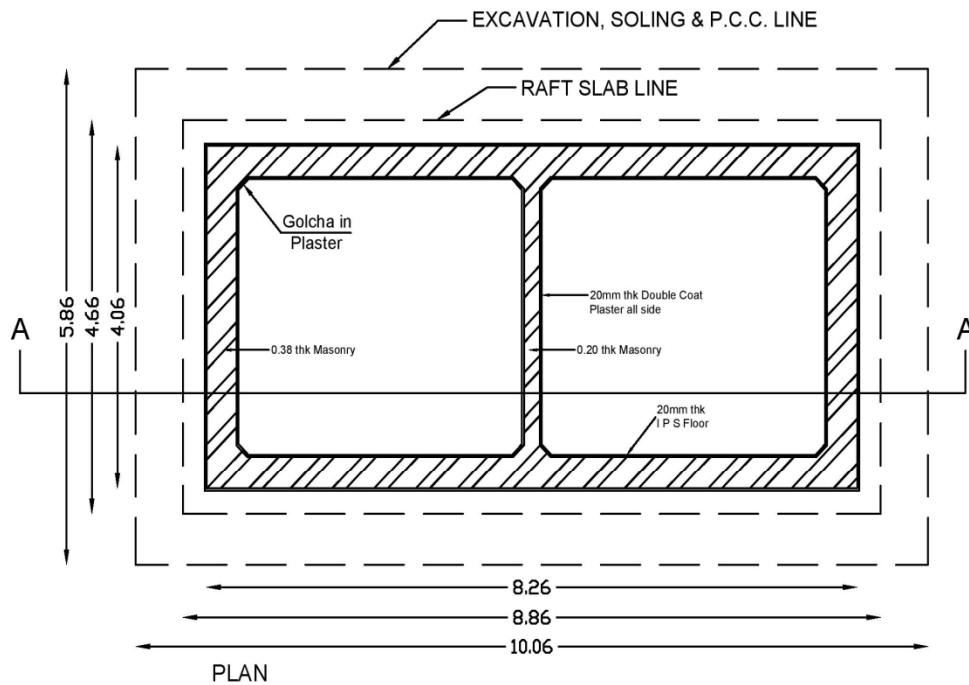 EXCAVATION, SOLING & P.C.C. LINE
RAFT SLAB LINE
Golcha in
Plaster
20mm thk Double Coat
Plaster all side
5.86
4.66
4.06
A
A
0.38 thk Masonry
0.20 thk Masonry
20mm thk
I P S Floor
8.26
8.86
10.06
PLAN